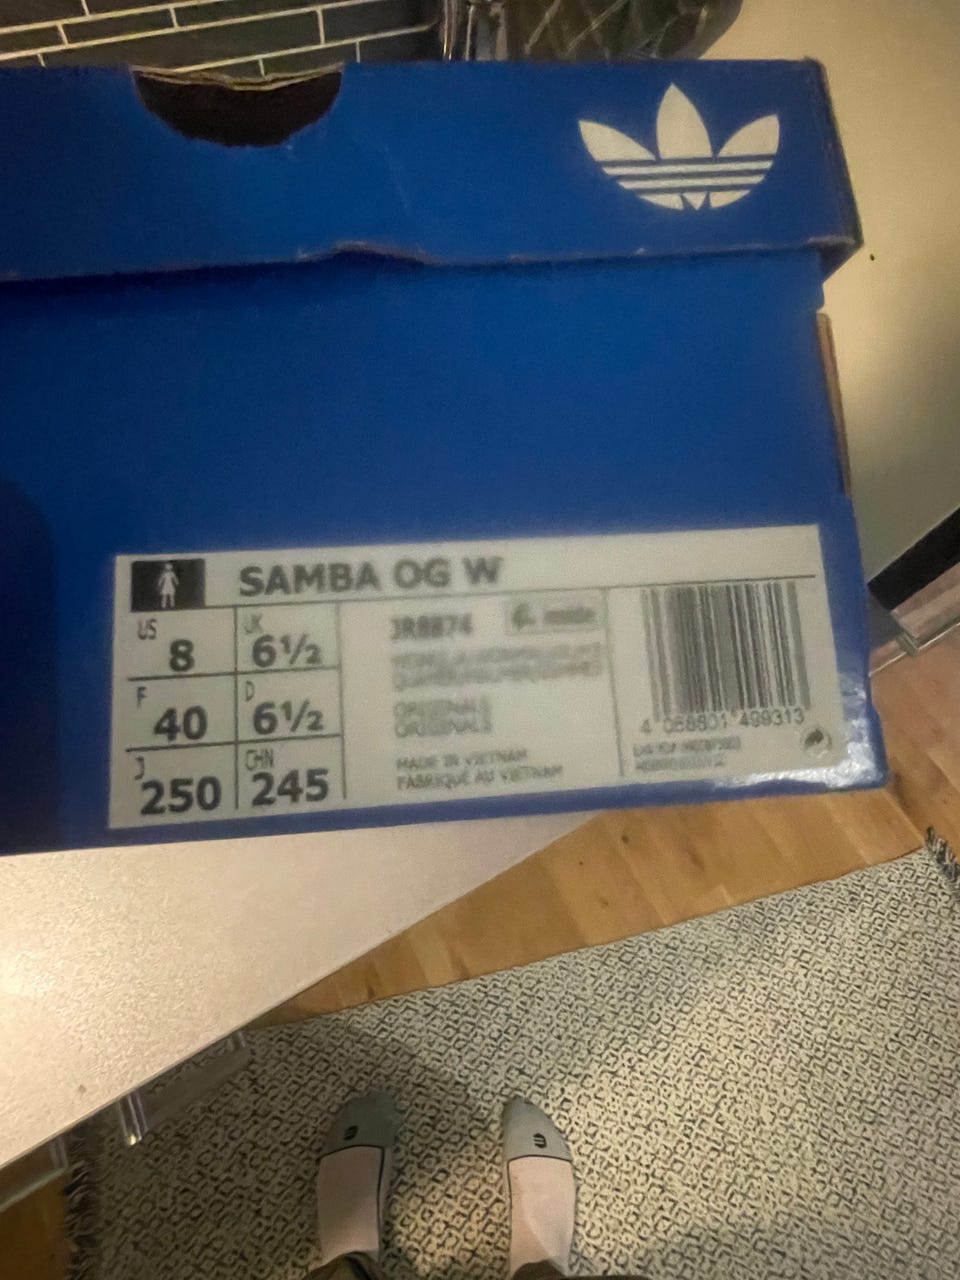 SAMBA OG W
US 8
UK 6½
F 40
D 6½
J 250
CHN 245
JR8874
ORIGINALS
ORIGINALS
MADE IN VIETNAM
FABRIQUÉ AU VIETNAM
4 066801 499313